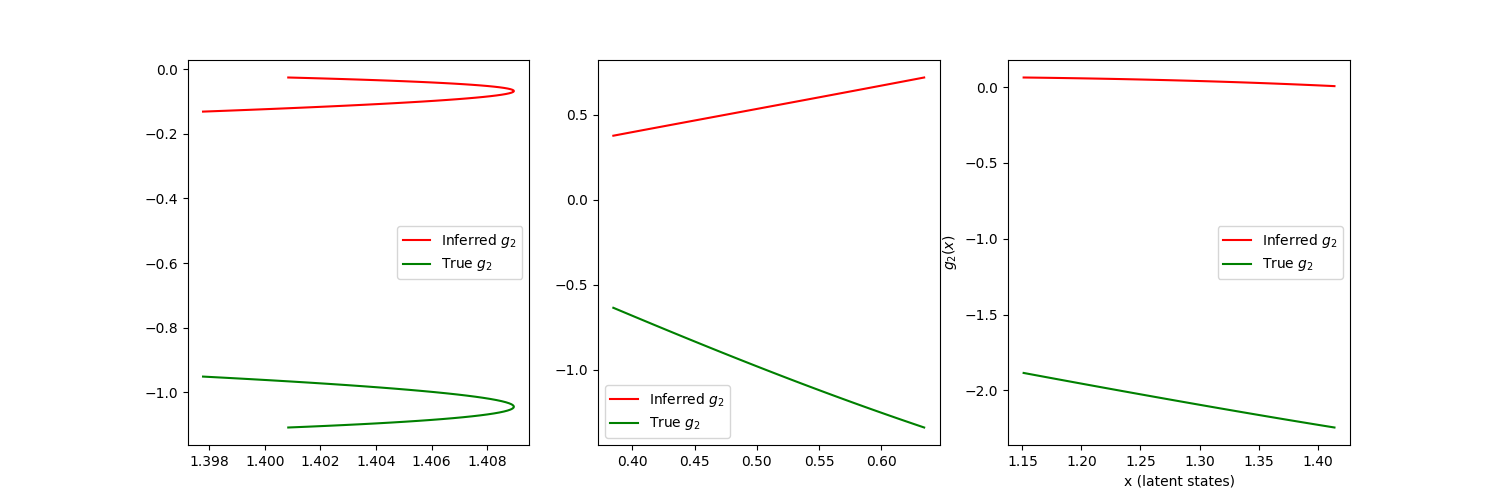 0.0
−0.2
−0.4
−0.6
−0.8
−1.0
1.398 1.400 1.402 1.404 1.406 1.408
Inferred g₂
True g₂
0.5
0.0
−0.5
−1.0
0.40 0.45 0.50 0.55 0.60
Inferred g₂
True g₂
g₂(x)
0.0
−0.5
−1.0
−1.5
−2.0
1.15 1.20 1.25 1.30 1.35 1.40
x (latent states)
Inferred g₂
True g₂